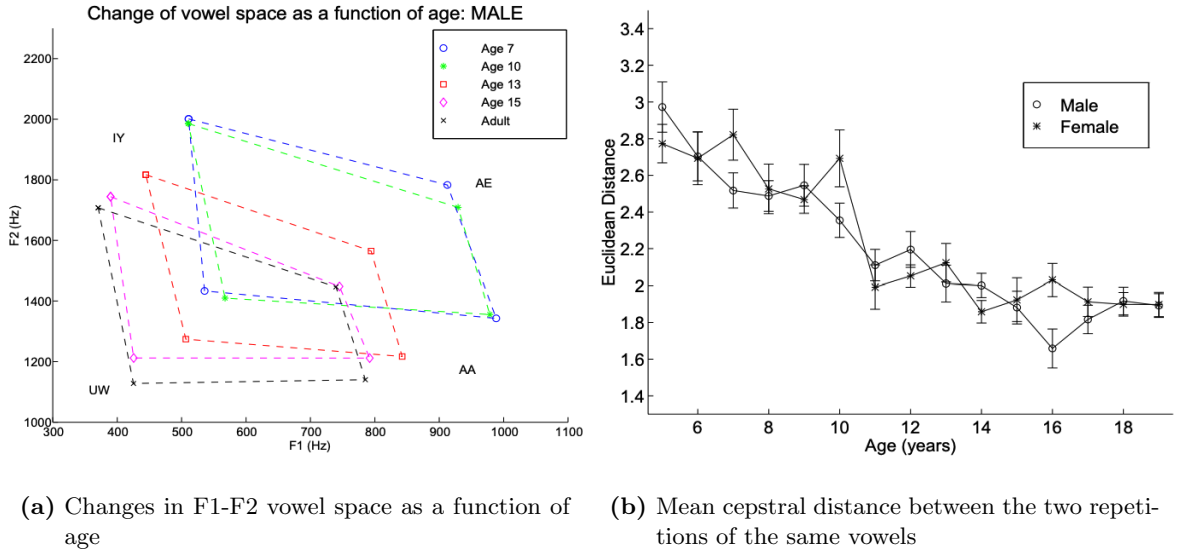 Change of vowel space as a function of age: MALE
2200
2000
1800
1600
1400
1200
1000
F2 (Hz)
300 400 500 600 700 800 900 1000 1100
F1 (Hz)
IY
AE
UW
AA
Age 7
Age 10
Age 13
Age 15
Adult
3.4
3.2
3
2.8
2.6
2.4
2.2
2
1.8
1.6
1.4
Euclidean Distance
6 8 10 12 14 16 18
Age (years)
Male
Female
(a) Changes in F1-F2 vowel space as a function of
age
(b) Mean cepstral distance between the two repeti-
tions of the same vowels